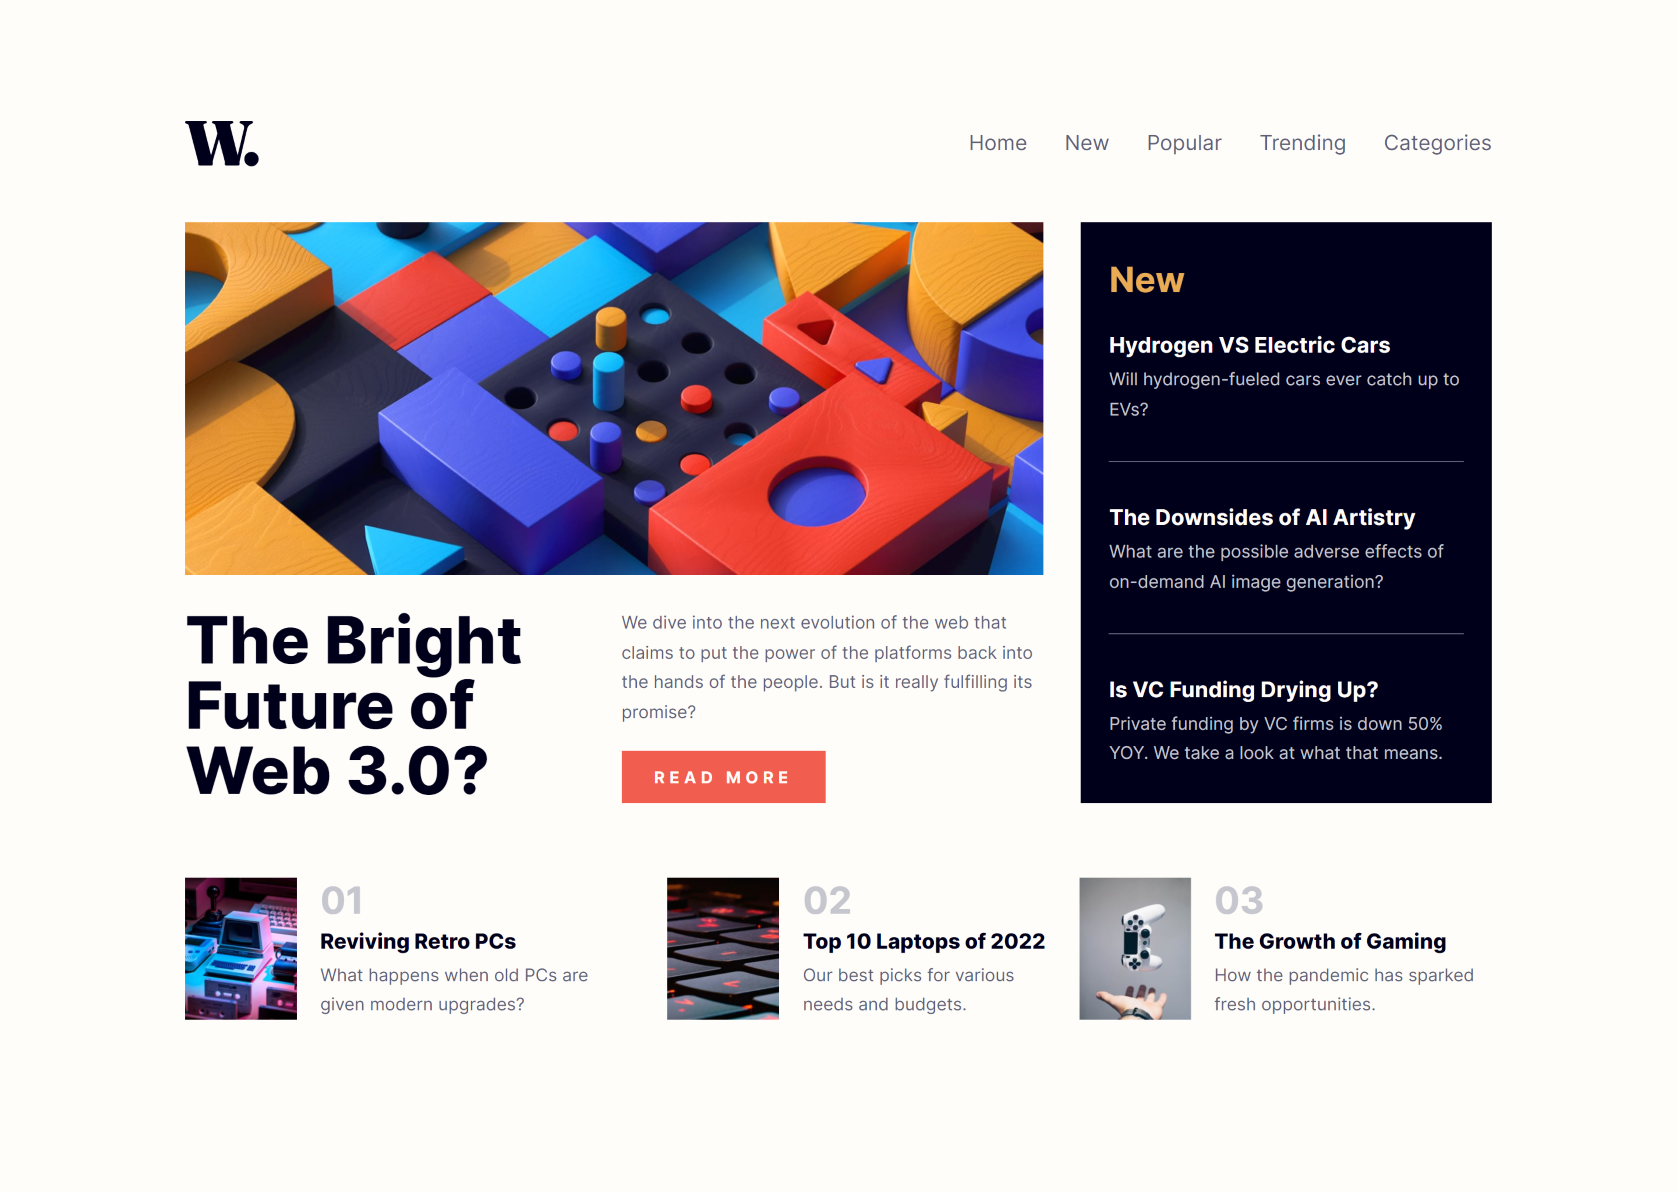 W.
Home New Popular Trending Categories
The Bright
Future of
Web 3.0?
We dive into the next evolution of the web that
claims to put the power of the platforms back into
the hands of the people. But is it really fulfilling its
promise?
READ MORE
New
Hydrogen VS Electric Cars
Will hydrogen-fueled cars ever catch up to
EVs?
The Downsides of AI Artistry
What are the possible adverse effects of
on-demand AI image generation?
Is VC Funding Drying Up?
Private funding by VC firms is down 50%
YOY. We take a look at what that means.
01
Reviving Retro PCs
What happens when old PCs are
given modern upgrades?
02
Top 10 Laptops of 2022
Our best picks for various
needs and budgets.
03
The Growth of Gaming
How the pandemic has sparked
fresh opportunities.